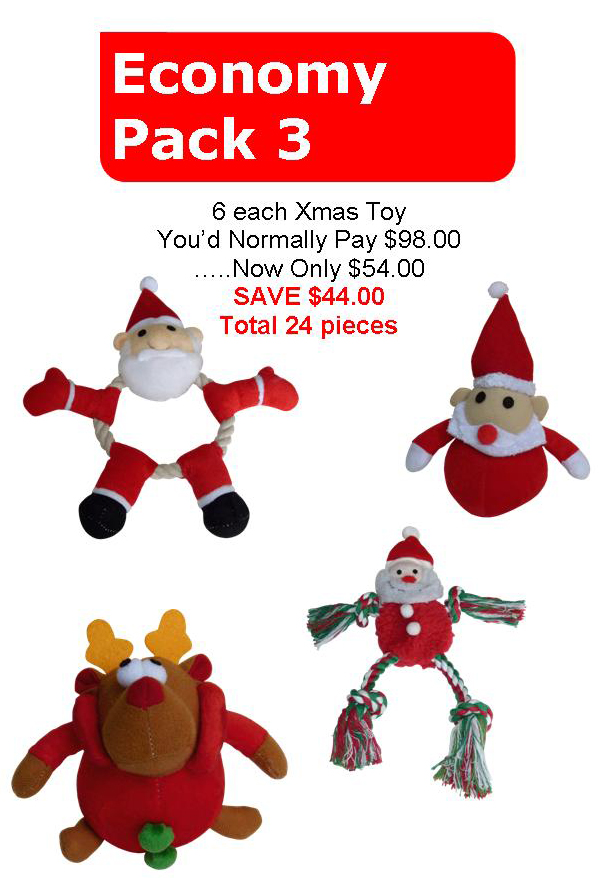 Economy
Pack 3
6 each Xmas Toy
You’d Normally Pay $98.00
…..Now Only $54.00
SAVE $44.00
Total 24 pieces